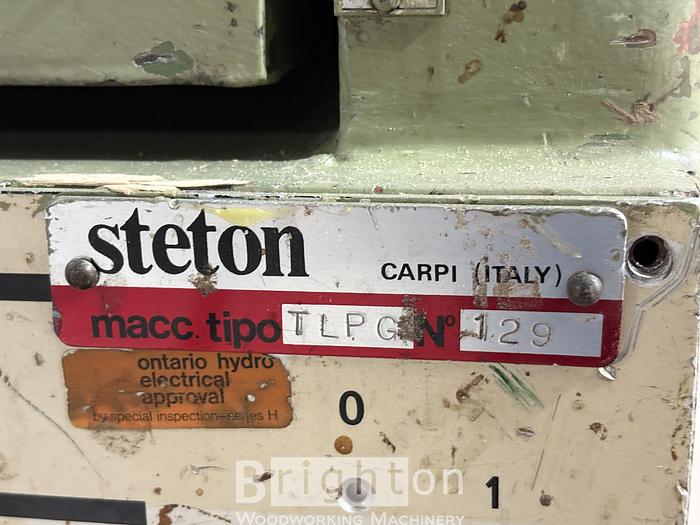 steton
CARPI (ITALY)
macc. tipo TLPG N° 129
ontario hydro
electrical
approval
by special inspection-series H
0
1
Brighton
WOODWORKING MACHINERY